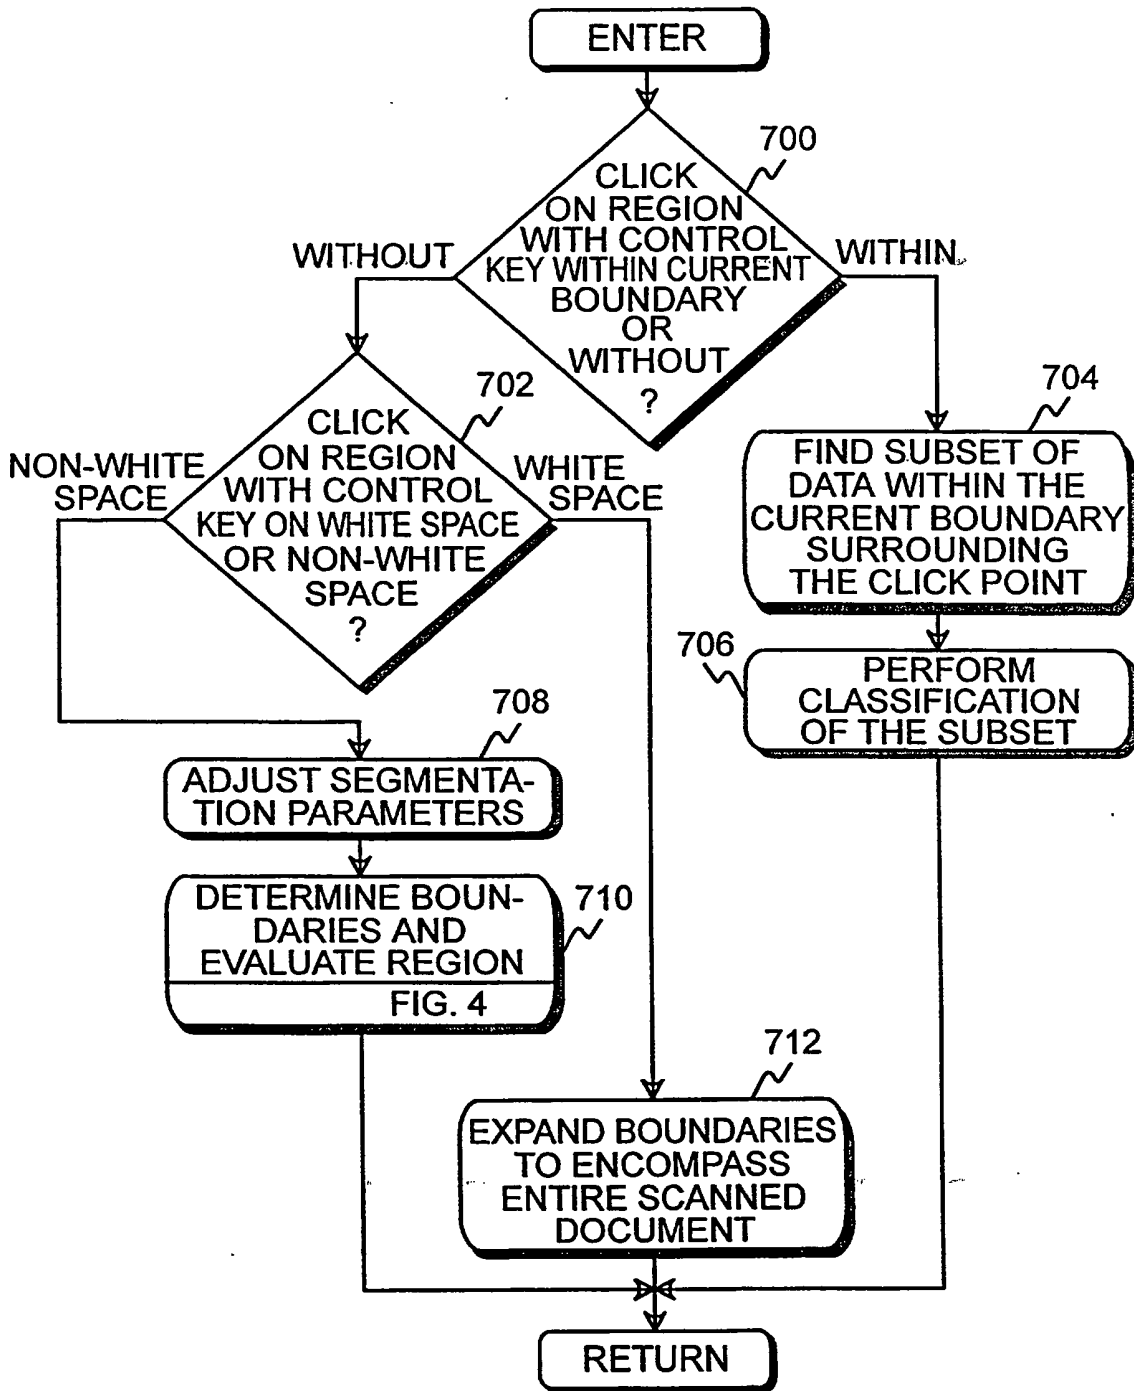 ENTER
700
CLICK
ON REGION
WITH CONTROL
KEY WITHIN CURRENT
BOUNDARY
OR
WITHOUT
?
WITHOUT
WITHIN
702
CLICK
ON REGION
WITH CONTROL
KEY ON WHITE SPACE
OR NON-WHITE
SPACE
?
NON-WHITE
SPACE
WHITE
SPACE
704
FIND SUBSET OF
DATA WITHIN THE
CURRENT BOUNDARY
SURROUNDING
THE CLICK POINT
706
PERFORM
CLASSIFICATION
OF THE SUBSET
708
ADJUST SEGMENTA-
TION PARAMETERS
710
DETERMINE BOUN-
DARIES AND
EVALUATE REGION
FIG. 4
712
EXPAND BOUNDARIES
TO ENCOMPASS
ENTIRE SCANNED
DOCUMENT
RETURN